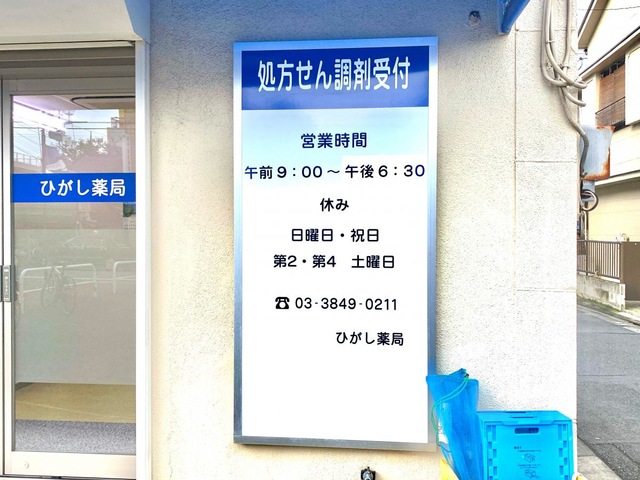 処方せん調剤受付
営業時間
午前9：00～午後6：30
休み
日曜日・祝日
第2・第4　土曜日
☎ 03-3849-0211
ひがし薬局
ひがし薬局